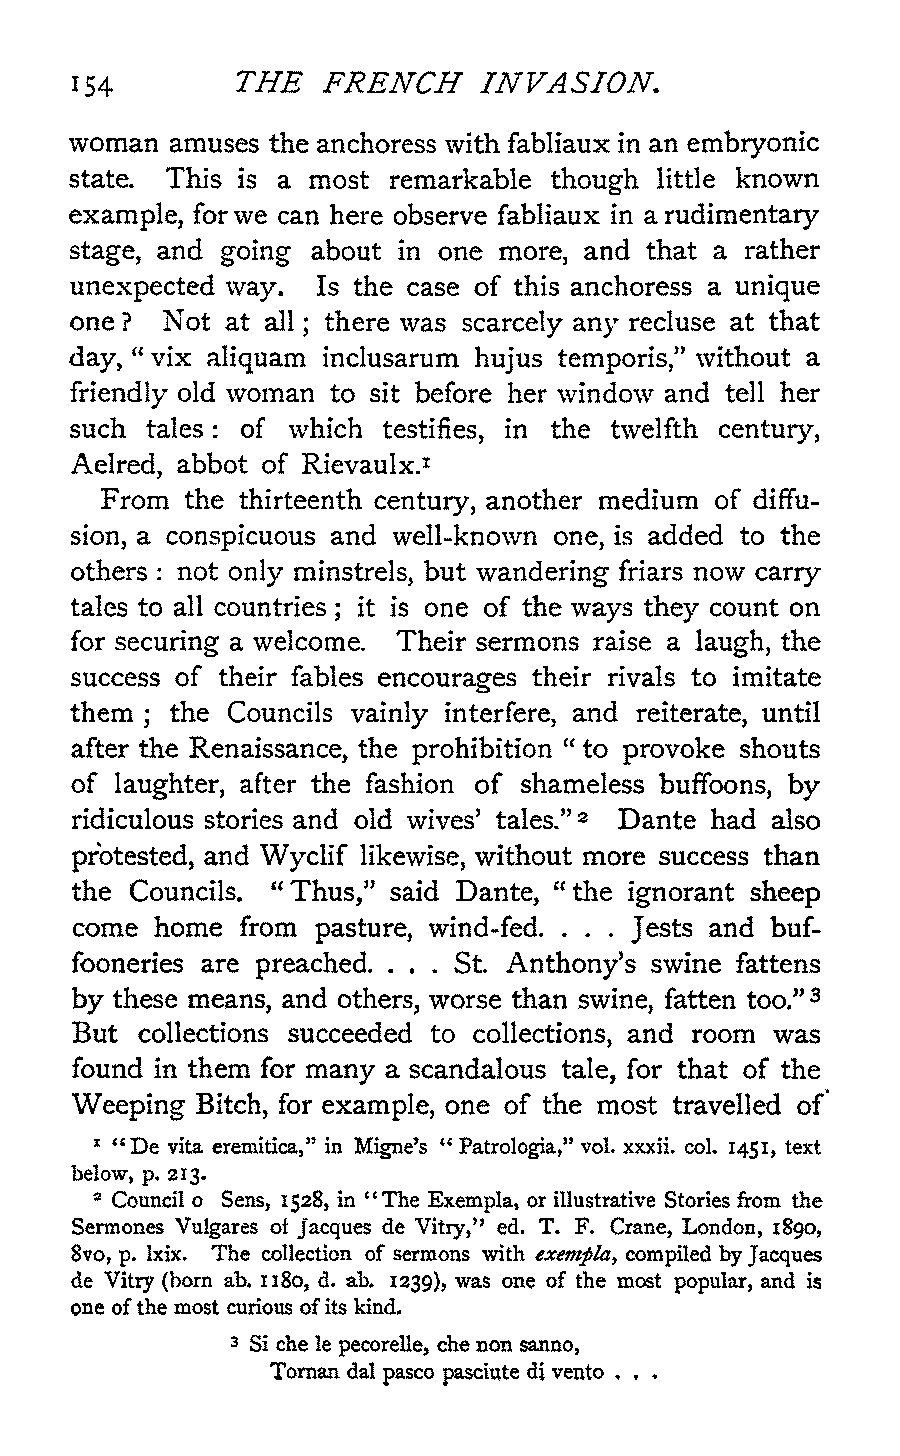 154 THE FRENCH INVASION.
woman amuses the anchoress with fabliaux in an embryonic
state. This is a most remarkable though little known
example, for we can here observe fabliaux in a rudimentary
stage, and going about in one more, and that a rather
unexpected way. Is the case of this anchoress a unique
one? Not at all; there was scarcely any recluse at that
day, "vix aliquam inclusarum hujus temporis," without a
friendly old woman to sit before her window and tell her
such tales: of which testifies, in the twelfth century,
Aelred, abbot of Rievaulx.¹
From the thirteenth century, another medium of diffu-
sion, a conspicuous and well-known one, is added to the
others: not only minstrels, but wandering friars now carry
tales to all countries; it is one of the ways they count on
for securing a welcome. Their sermons raise a laugh, the
success of their fables encourages their rivals to imitate
them; the Councils vainly interfere, and reiterate, until
after the Renaissance, the prohibition "to provoke shouts
of laughter, after the fashion of shameless buffoons, by
ridiculous stories and old wives' tales."² Dante had also
protested, and Wyclif likewise, without more success than
the Councils. "Thus," said Dante, "the ignorant sheep
come home from pasture, wind-fed. . . . Jests and buf-
fooneries are preached. . . . St. Anthony's swine fattens
by these means, and others, worse than swine, fatten too."³
But collections succeeded to collections, and room was
found in them for many a scandalous tale, for that of the
Weeping Bitch, for example, one of the most travelled of
¹ "De vita eremitica," in Migne's "Patrologia," vol. xxxii. col. 1451, text
below, p. 213.
² Council o Sens, 1528, in "The Exempla, or illustrative Stories from the
Sermones Vulgares of Jacques de Vitry," ed. T. F. Crane, London, 1890,
8vo, p. lxix. The collection of sermons with exempla, compiled by Jacques
de Vitry (born ab. 1180, d. ab. 1239), was one of the most popular, and is
one of the most curious of its kind.
³ Si che le pecorelle, che non sanno,
Tornan dal pasco pasciute di vento . . .